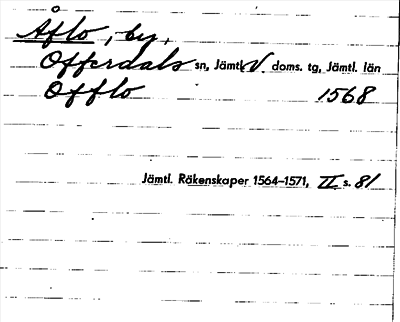 Åflo, by,
Offerdals sn, Jämtl. V. doms. tg, Jämtl. län
Offlo 1568
Jämtl. Räkenskaper 1564–1571, II s. 81